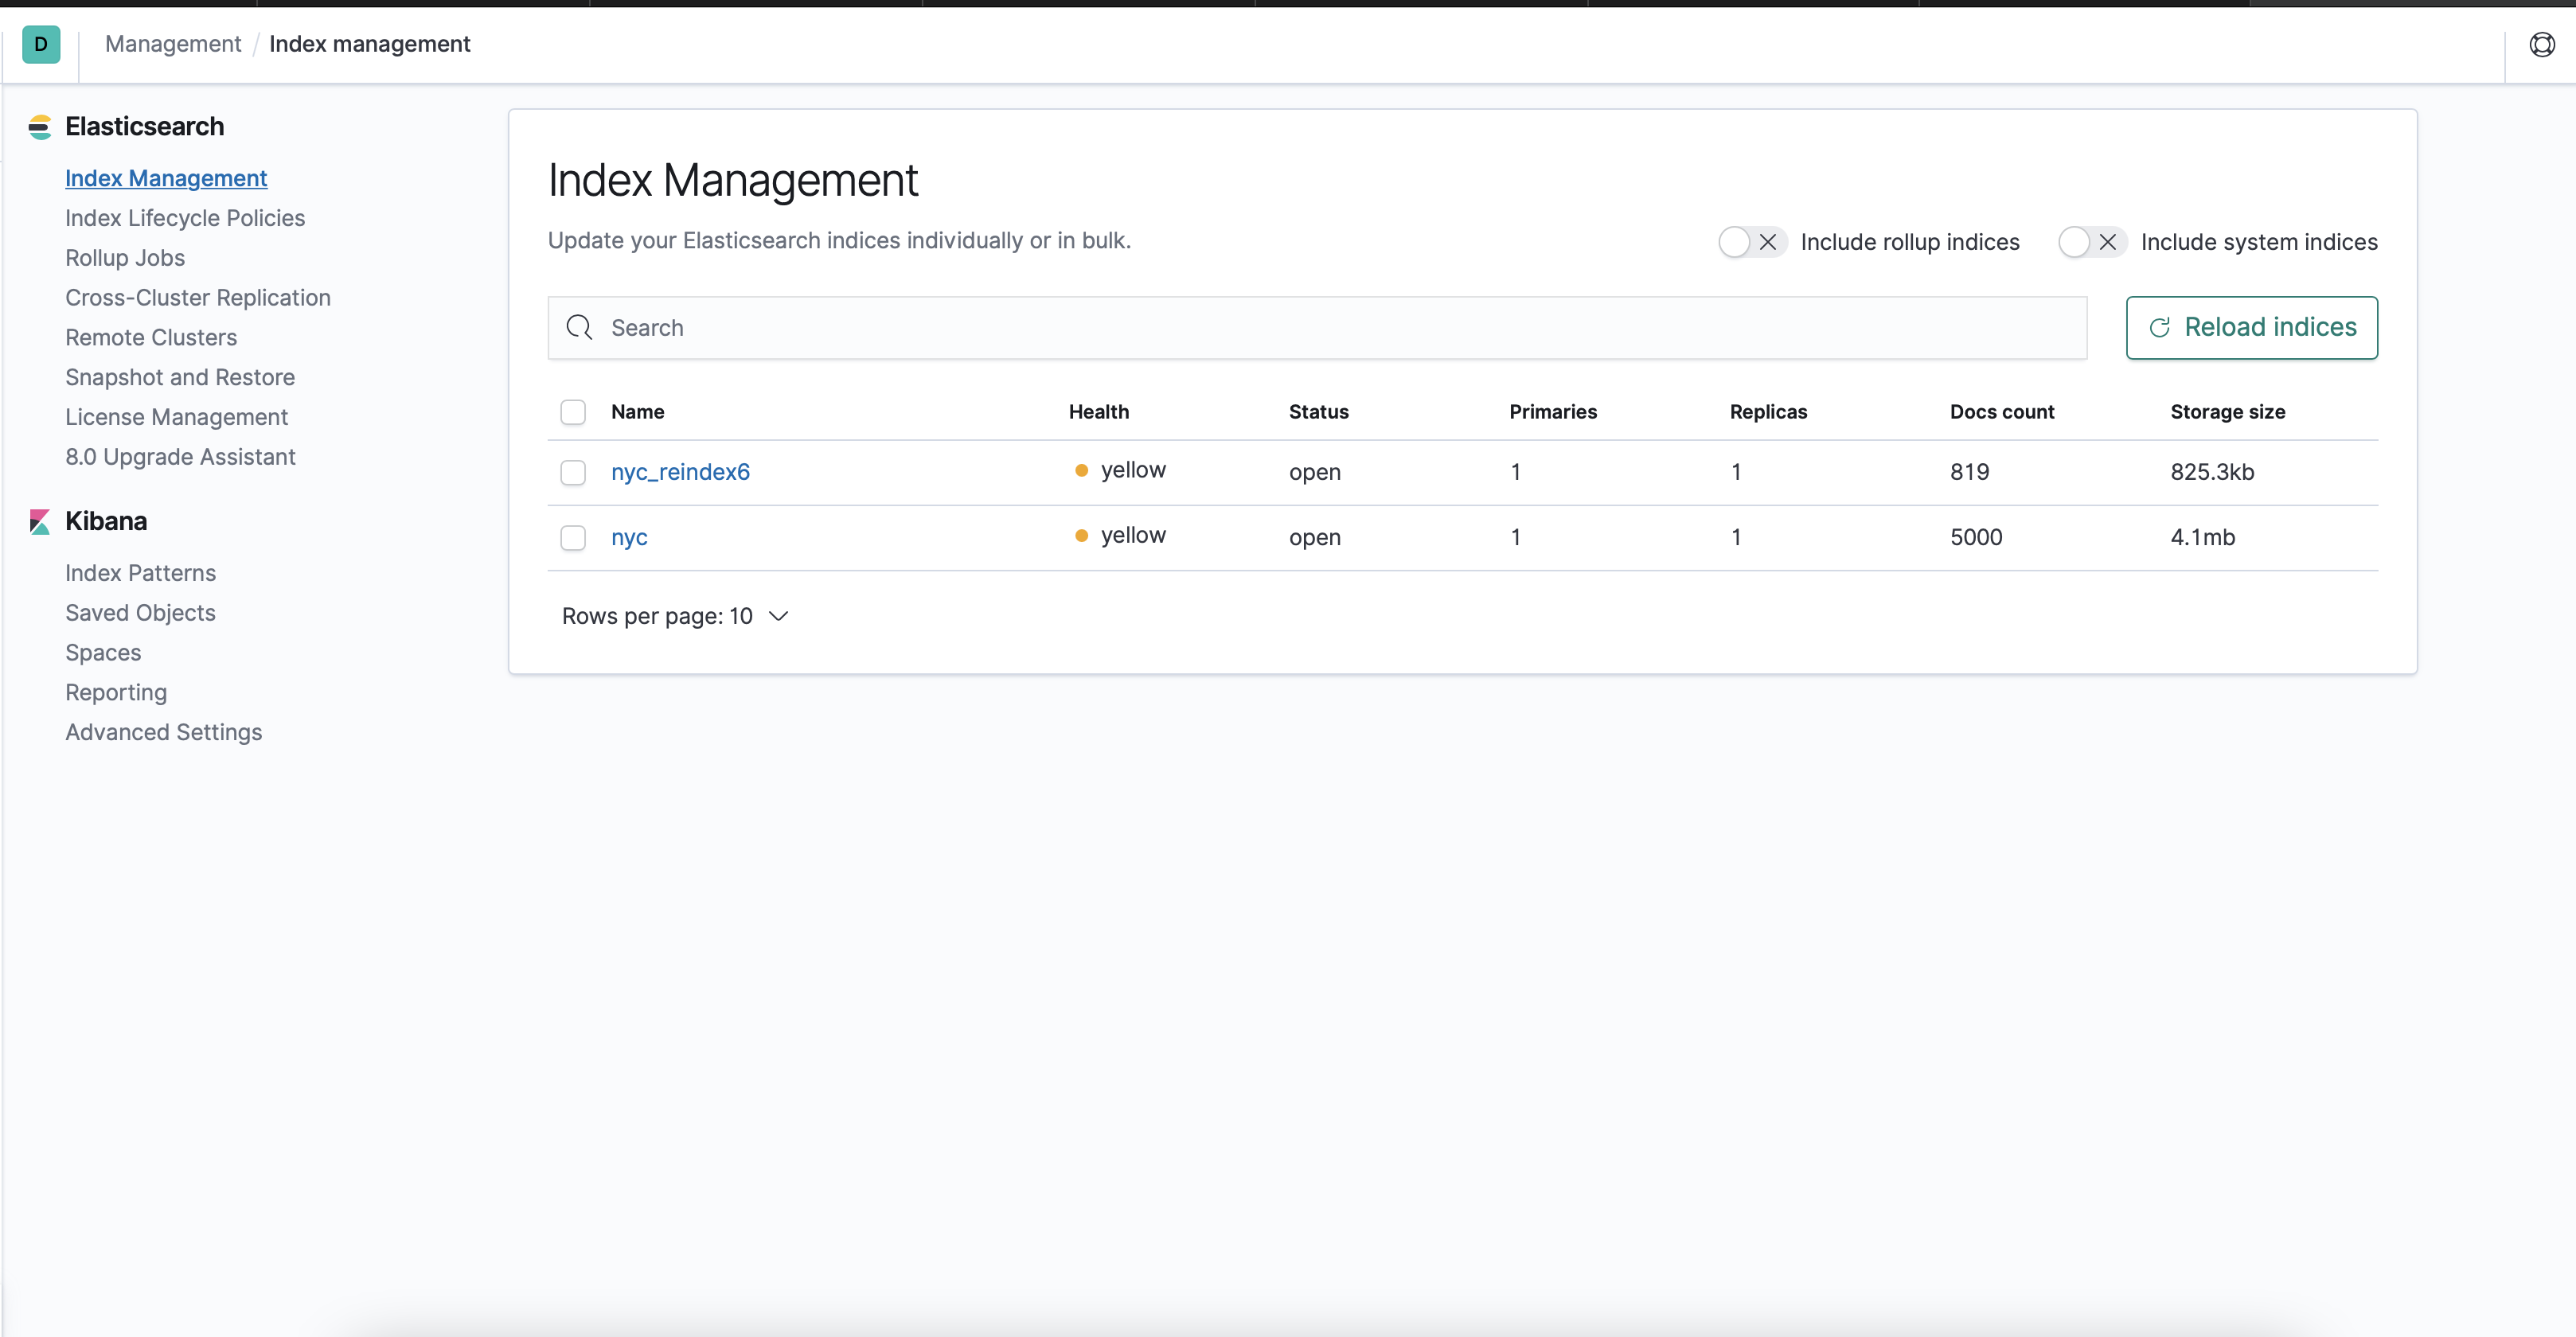 D
Management / Index management
Elasticsearch
Index Management
Index Lifecycle Policies
Rollup Jobs
Cross-Cluster Replication
Remote Clusters
Snapshot and Restore
License Management
8.0 Upgrade Assistant
Kibana
Index Patterns
Saved Objects
Spaces
Reporting
Advanced Settings
Index Management
Update your Elasticsearch indices individually or in bulk.
Include rollup indices
Include system indices
Search
Reload indices
Name Health Status Primaries Replicas Docs count Storage size
nyc_reindex6 yellow open 1 1 819 825.3kb
nyc yellow open 1 1 5000 4.1mb
Rows per page: 10